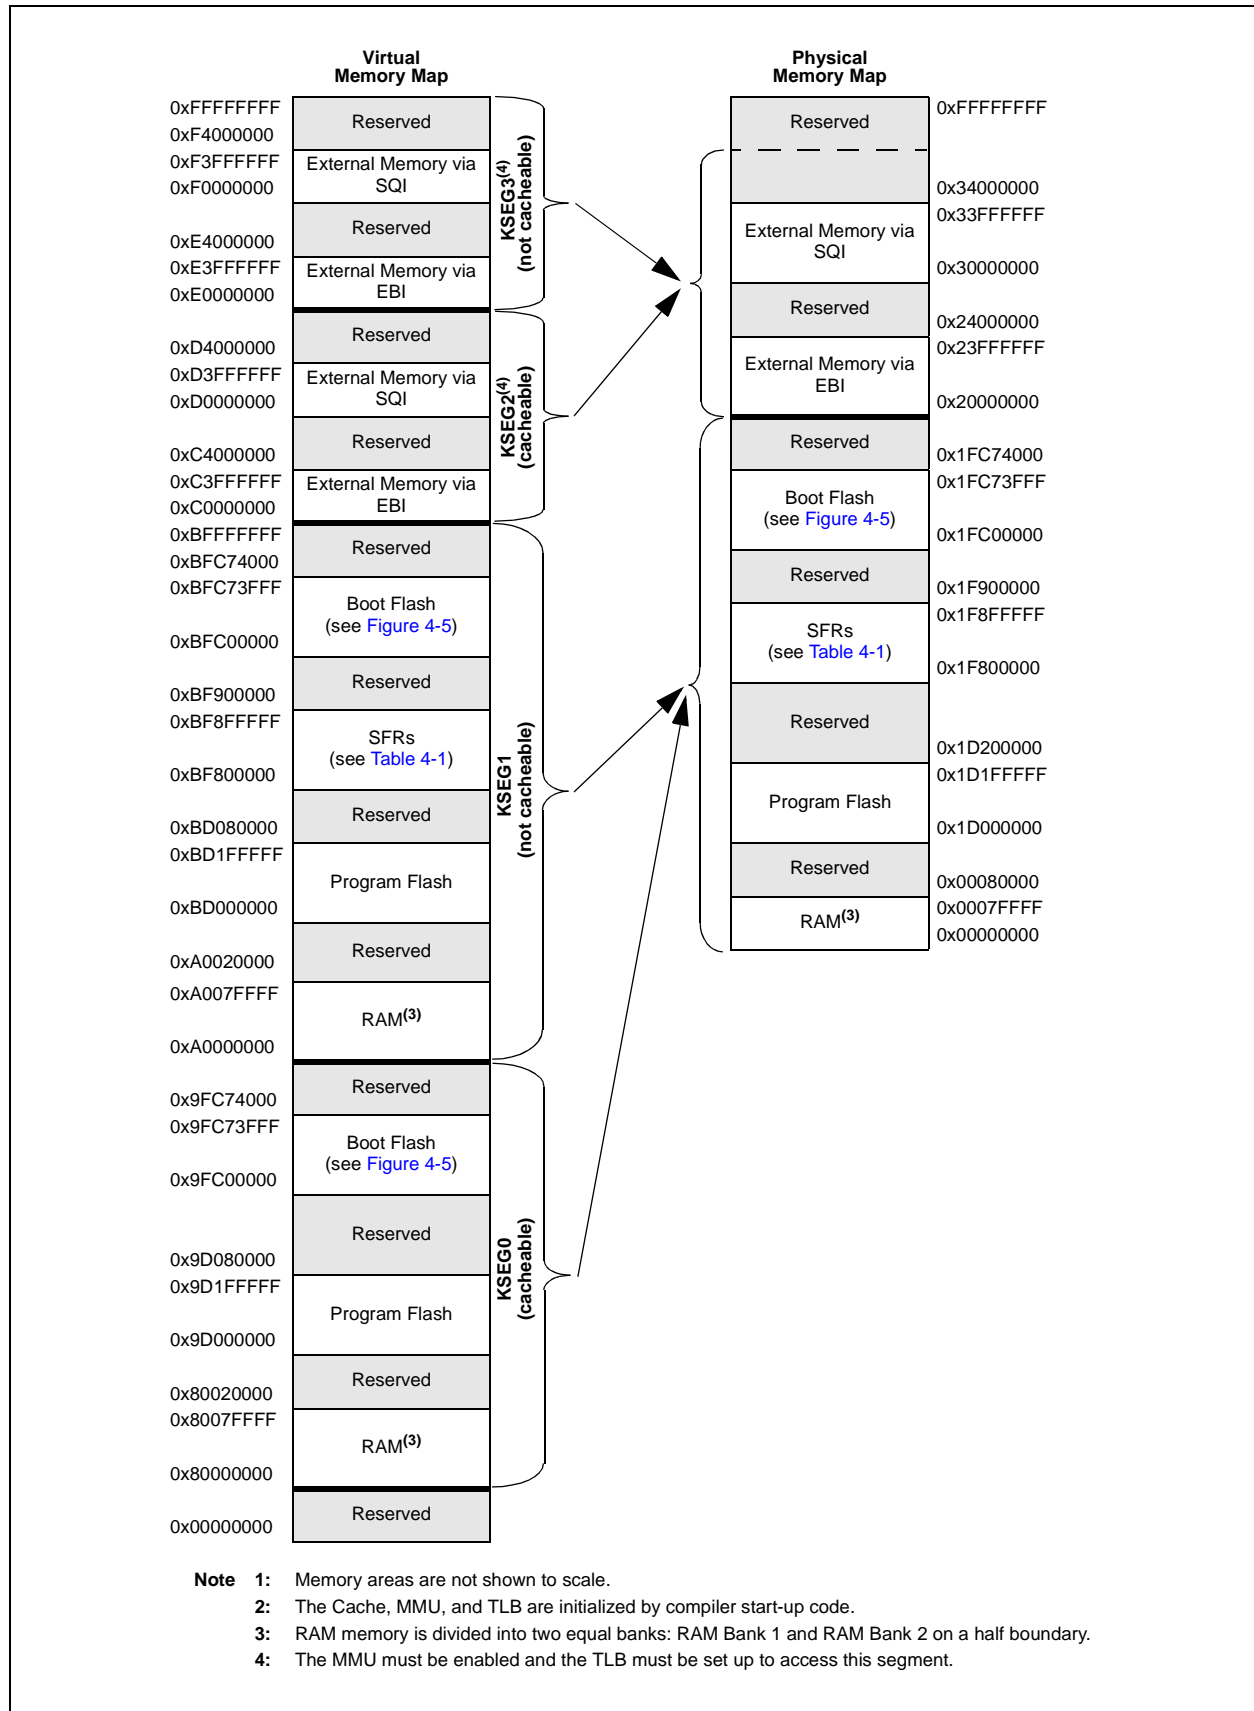 Virtual
Memory Map
0xFFFFFFFF
Reserved
0xF4000000
0xF3FFFFFF
External Memory via
SQI
0xF0000000
Reserved
0xE4000000
0xE3FFFFFF
External Memory via
EBI
0xE0000000
KSEG3(4)
(not cacheable)
Reserved
0xD4000000
0xD3FFFFFF
External Memory via
SQI
0xD0000000
Reserved
0xC4000000
0xC3FFFFFF
External Memory via
EBI
0xC0000000
KSEG2(4)
(cacheable)
0xBFFFFFFF
Reserved
0xBFC74000
0xBFC73FFF
Boot Flash
(see Figure 4-5)
0xBFC00000
Reserved
0xBF900000
0xBF8FFFFF
SFRs
(see Table 4-1)
0xBF800000
Reserved
0xBD080000
0xBD1FFFFF
Program Flash
0xBD000000
Reserved
0xA0020000
0xA007FFFF
RAM(3)
0xA0000000
KSEG1
(not cacheable)
Reserved
0x9FC74000
0x9FC73FFF
Boot Flash
(see Figure 4-5)
0x9FC00000
Reserved
0x9D080000
0x9D1FFFFF
Program Flash
0x9D000000
Reserved
0x80020000
0x8007FFFF
RAM(3)
0x80000000
KSEG0
(cacheable)
Reserved
0x00000000
Physical
Memory Map
0xFFFFFFFF
Reserved
0x34000000
0x33FFFFFF
External Memory via
SQI
0x30000000
Reserved
0x24000000
0x23FFFFFF
External Memory via
EBI
0x20000000
Reserved
0x1FC74000
0x1FC73FFF
Boot Flash
(see Figure 4-5)
0x1FC00000
Reserved
0x1F900000
0x1F8FFFFF
SFRs
(see Table 4-1)
0x1F800000
Reserved
0x1D200000
0x1D1FFFFF
Program Flash
0x1D000000
Reserved
0x00080000
0x0007FFFF
RAM(3)
0x00000000
Note 1: Memory areas are not shown to scale.
2: The Cache, MMU, and TLB are initialized by compiler start-up code.
3: RAM memory is divided into two equal banks: RAM Bank 1 and RAM Bank 2 on a half boundary.
4: The MMU must be enabled and the TLB must be set up to access this segment.